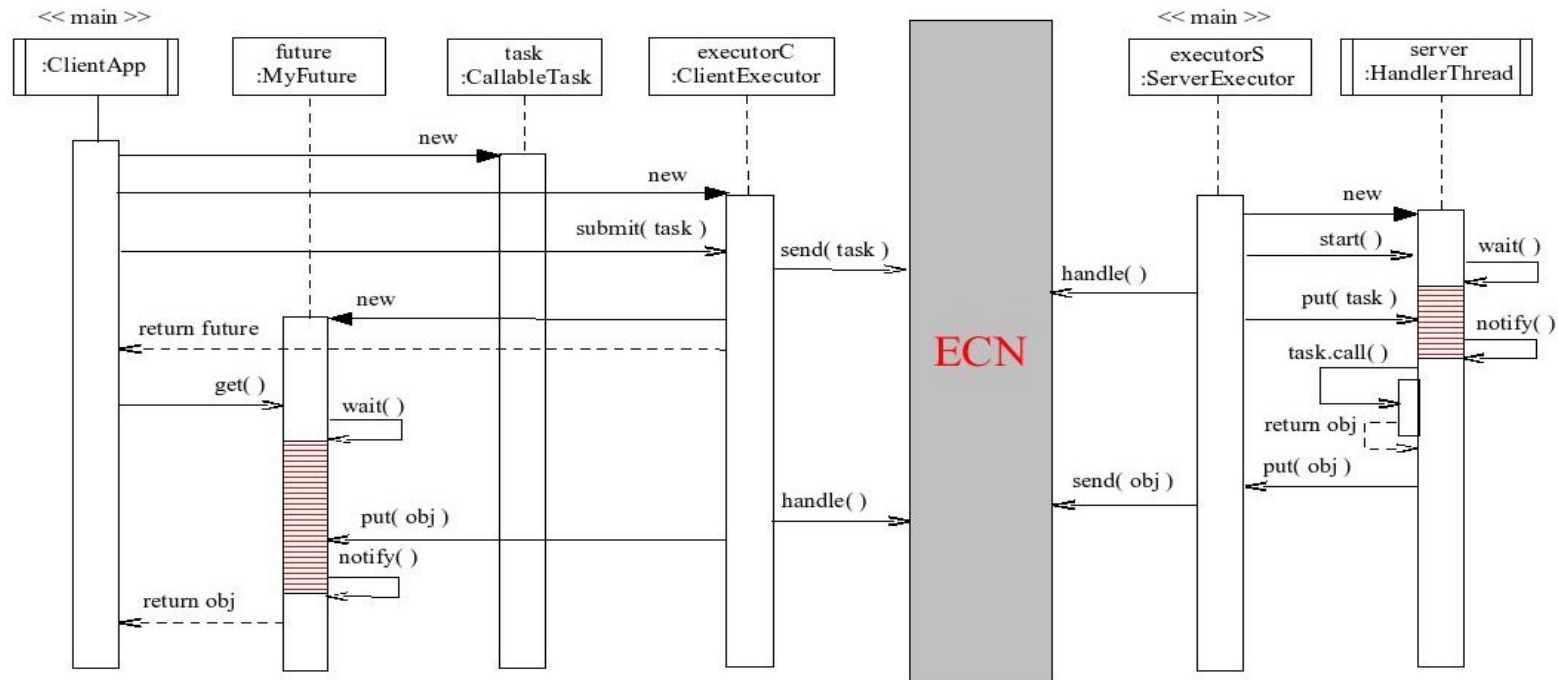 << main >>
<< main >>
:ClientApp
future
:MyFuture
task
:CallableTask
executorC
:ClientExecutor
executorS
:ServerExecutor
server
:HandlerThread
new
new
new
submit( task )
send( task )
start( )
wait( )
handle( )
new
put( task )
notify( )
return future
ECN
task.call( )
get( )
wait( )
return obj
put( obj )
send( obj )
handle( )
put( obj )
notify( )
return obj